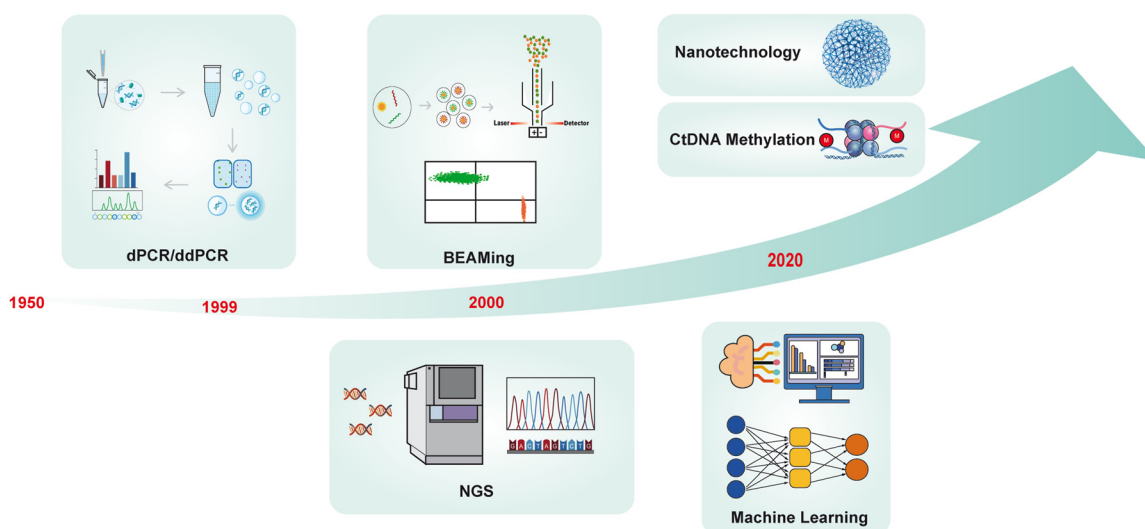 Nanotechnology
CtDNA Methylation
M
M
Laser
Detector
+ -
dPCR/ddPCR
BEAMing
2020
1950
1999
2000
G A G T A G T G T G
NGS
Machine Learning